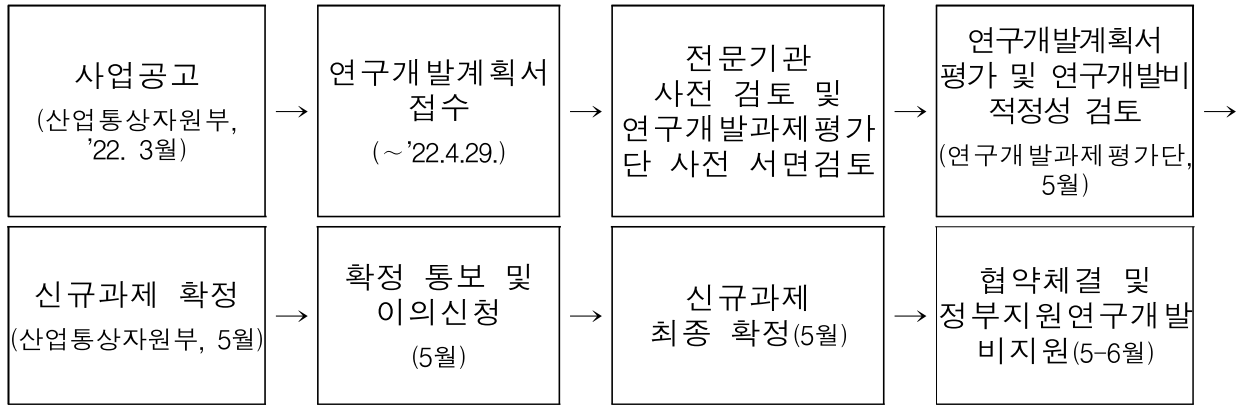 사업공고
(산업통상자원부,
’22. 3월)
→
연구개발계획서
접수
(～’22.4.29.)
→
전문기관
사전 검토 및
연구개발과제평가
단 사전 서면검토
→
연구개발계획서
평가 및 연구개발비
적정성 검토
(연구개발과제평가단,
5월)
→
신규과제 확정
(산업통상자원부, 5월)
→
확정 통보 및
이의신청
(5월)
→
신규과제
최종 확정(5월)
→
협약체결 및
정부지원연구개발
비지원(5-6월)